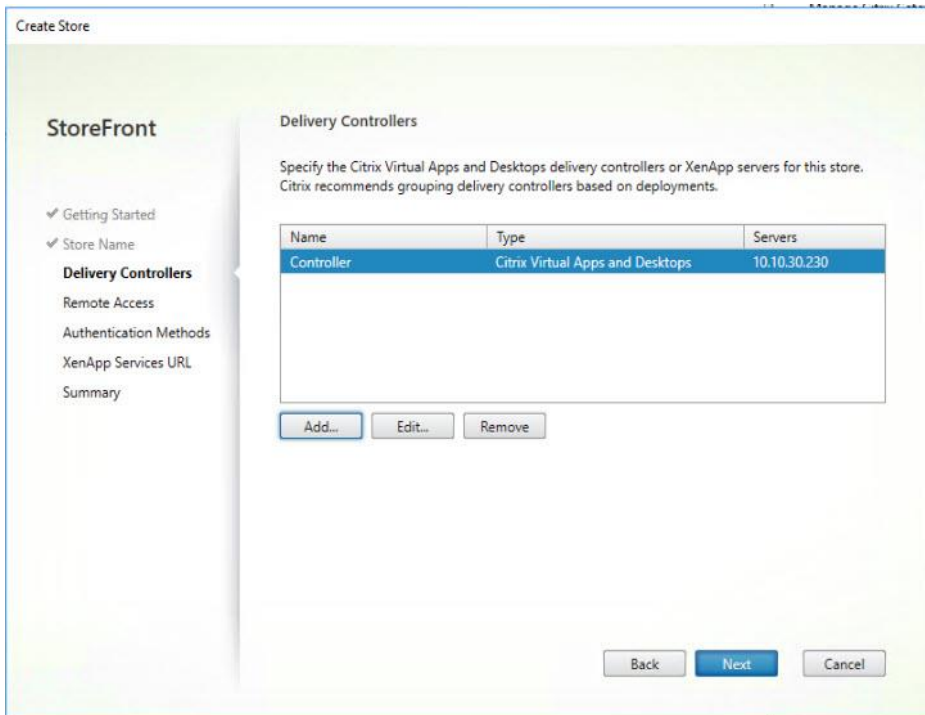 Create Store
StoreFront
Getting Started
Store Name
Delivery Controllers
Remote Access
Authentication Methods
XenApp Services URL
Summary
Delivery Controllers
Specify the Citrix Virtual Apps and Desktops delivery controllers or XenApp servers for this store.
Citrix recommends grouping delivery controllers based on deployments.
Name Type Servers
Controller Citrix Virtual Apps and Desktops 10.10.30.230
Add... Edit... Remove
Back Next Cancel